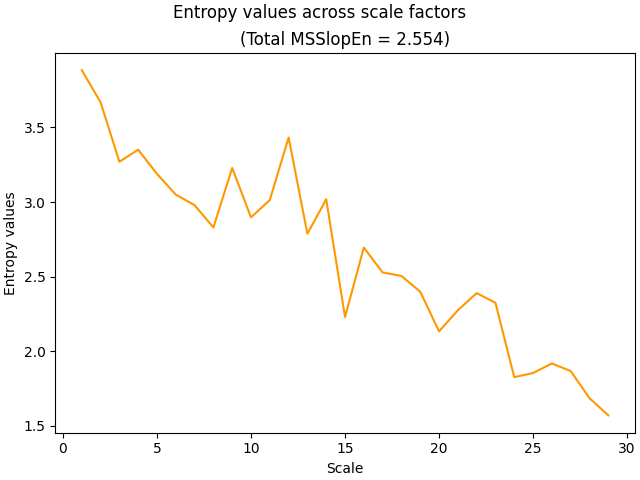 Entropy values across scale factors
(Total MSSlopEn = 2.554)
Entropy values
3.5
3.0
2.5
2.0
1.5
0 5 10 15 20 25 30
Scale